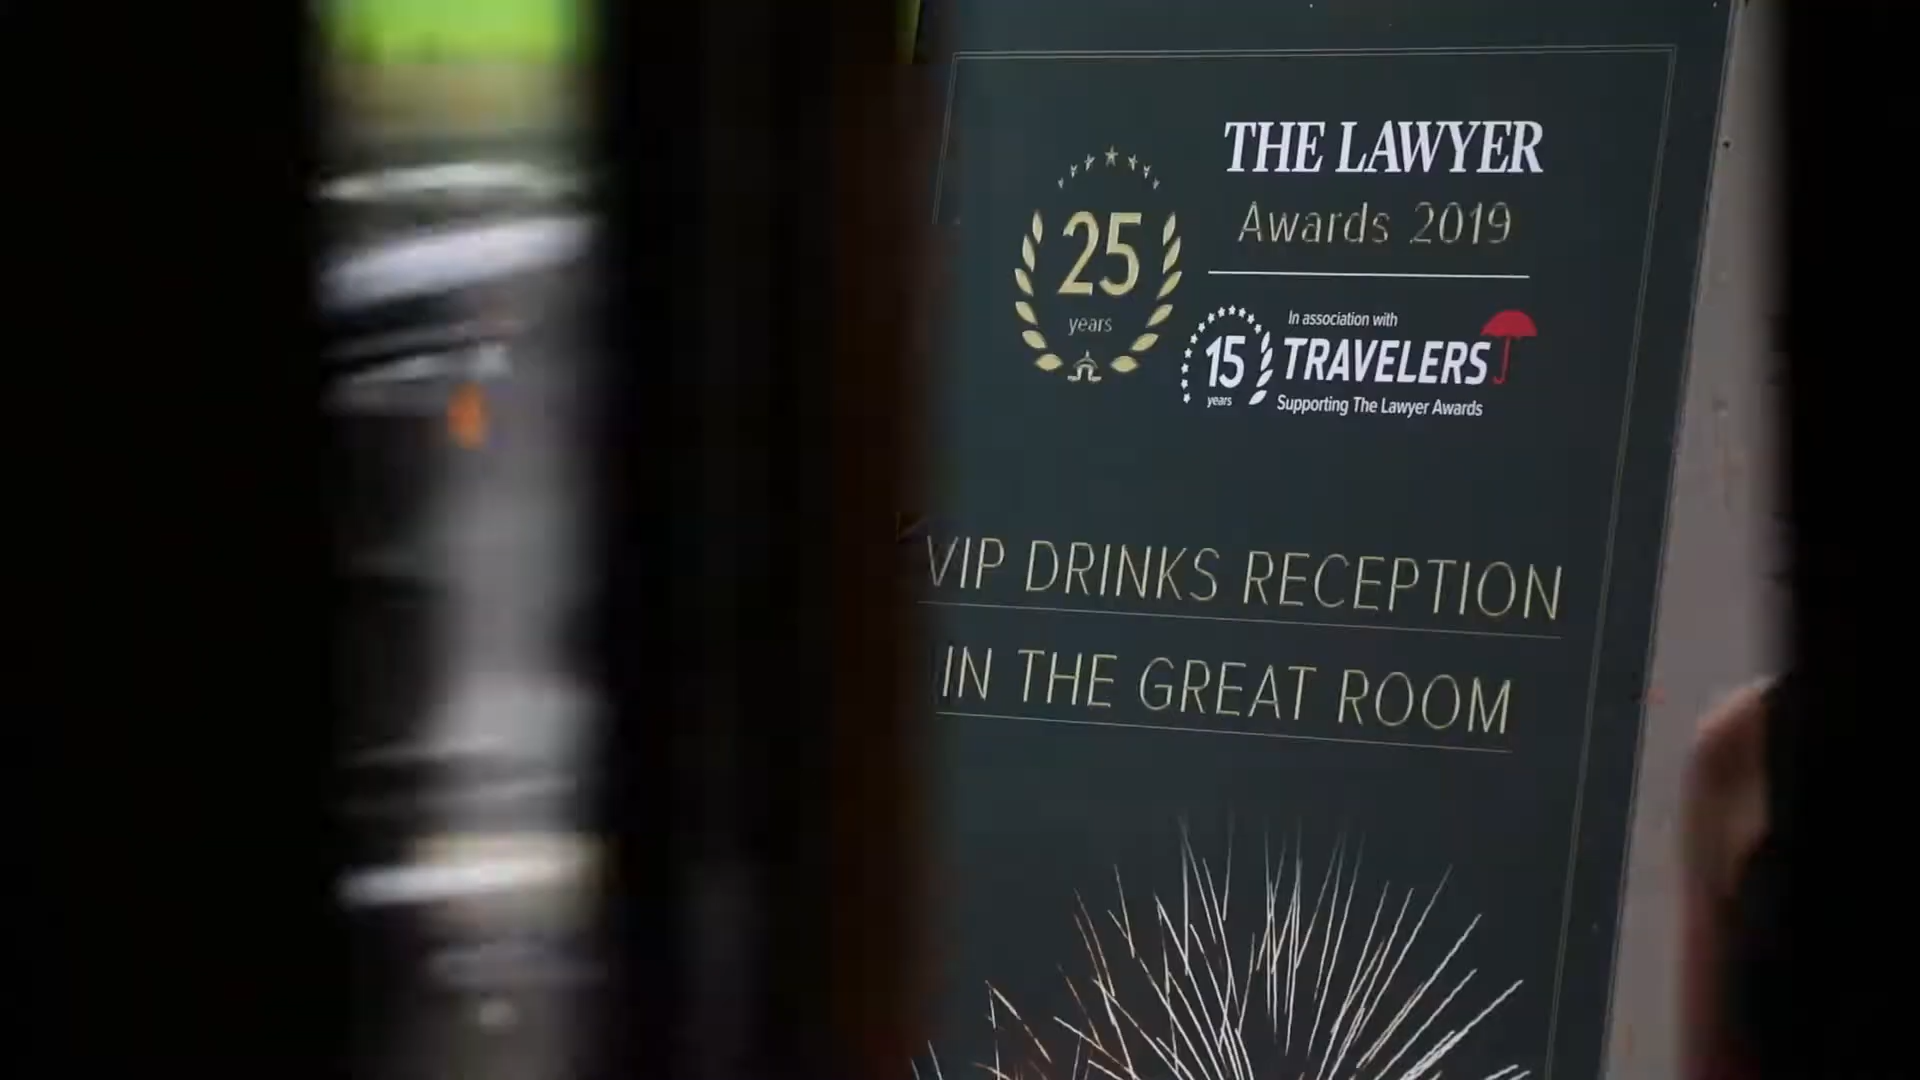 THE LAWYER
Awards 2019
25
years
In association with
15
years
TRAVELERS
Supporting The Lawyer Awards
VIP DRINKS RECEPTION
IN THE GREAT ROOM